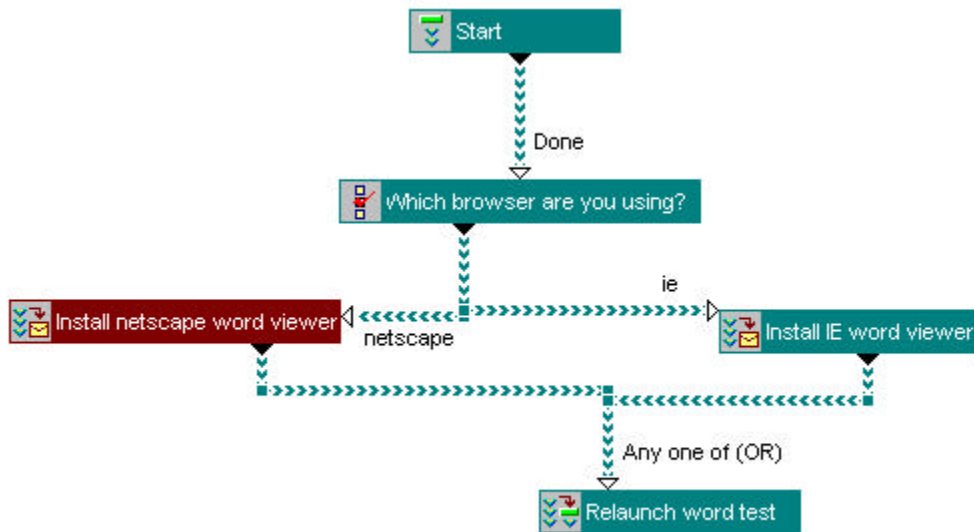 Start
Done
Which browser are you using?
ie
Install netscape word viewer
netscape
Install IE word viewer
Any one of (OR)
Relaunch word test